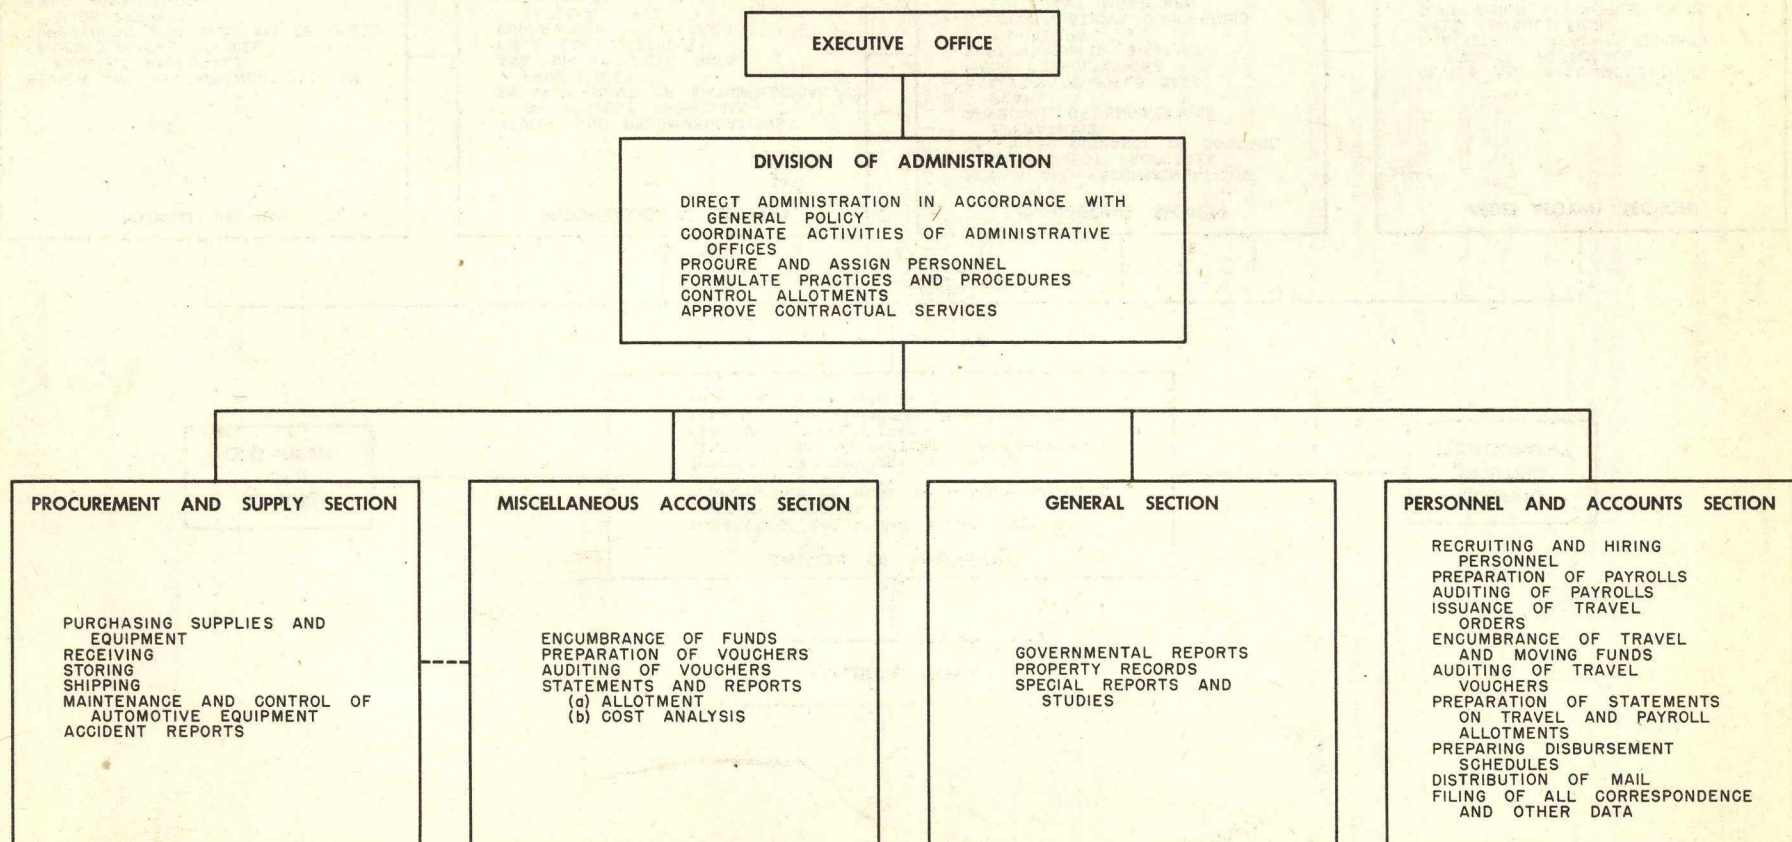 EXECUTIVE OFFICE
DIVISION OF ADMINISTRATION
DIRECT ADMINISTRATION IN ACCORDANCE WITH
GENERAL POLICY
COORDINATE ACTIVITIES OF ADMINISTRATIVE
OFFICES
PROCURE AND ASSIGN PERSONNEL
FORMULATE PRACTICES AND PROCEDURES
CONTROL ALLOTMENTS
APPROVE CONTRACTUAL SERVICES
PROCUREMENT AND SUPPLY SECTION
PURCHASING SUPPLIES AND
EQUIPMENT
RECEIVING
STORING
SHIPPING
MAINTENANCE AND CONTROL OF
AUTOMOTIVE EQUIPMENT
ACCIDENT REPORTS
MISCELLANEOUS ACCOUNTS SECTION
ENCUMBRANCE OF FUNDS
PREPARATION OF VOUCHERS
AUDITING OF VOUCHERS
STATEMENTS AND REPORTS
(a) ALLOTMENT
(b) COST ANALYSIS
GENERAL SECTION
GOVERNMENTAL REPORTS
PROPERTY RECORDS
SPECIAL REPORTS AND
STUDIES
PERSONNEL AND ACCOUNTS SECTION
RECRUITING AND HIRING
PERSONNEL
PREPARATION OF PAYROLLS
AUDITING OF PAYROLLS
ISSUANCE OF TRAVEL
ORDERS
ENCUMBRANCE OF TRAVEL
AND MOVING FUNDS
AUDITING OF TRAVEL
VOUCHERS
PREPARATION OF STATEMENTS
ON TRAVEL AND PAYROLL
ALLOTMENTS
PREPARING DISBURSEMENT
SCHEDULES
DISTRIBUTION OF MAIL
FILING OF ALL CORRESPONDENCE
AND OTHER DATA